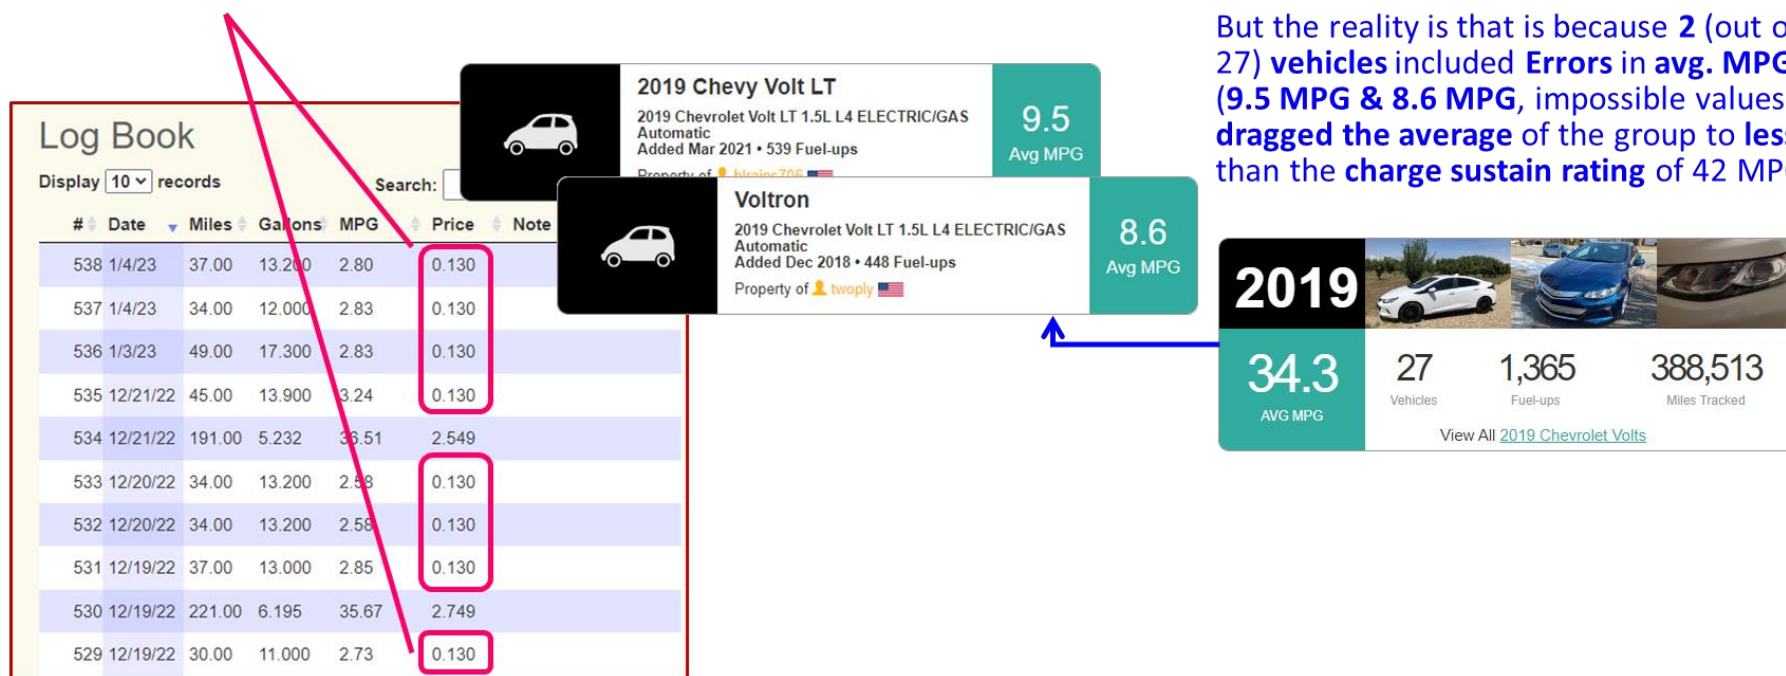 But the reality is that is because 2 (out o
27) vehicles included Errors in avg. MPG
(9.5 MPG & 8.6 MPG, impossible values
dragged the average of the group to less
than the charge sustain rating of 42 MPG
2019 Chevy Volt LT
2019 Chevrolet Volt LT 1.5L L4 ELECTRIC/GAS
Automatic
Added Mar 2021 • 539 Fuel-ups
Property of blrains706
9.5
Avg MPG
Voltron
2019 Chevrolet Volt LT 1.5L L4 ELECTRIC/GAS
Automatic
Added Dec 2018 • 448 Fuel-ups
Property of twoply
8.6
Avg MPG
Log Book
Display 10 records Search:
# Date Miles Gallons MPG Price Note
538 1/4/23 37.00 13.200 2.80 0.130
537 1/4/23 34.00 12.000 2.83 0.130
536 1/3/23 49.00 17.300 2.83 0.130
535 12/21/22 45.00 13.900 3.24 0.130
534 12/21/22 191.00 5.232 36.51 2.549
533 12/20/22 34.00 13.200 2.58 0.130
532 12/20/22 34.00 13.200 2.58 0.130
531 12/19/22 37.00 13.000 2.85 0.130
530 12/19/22 221.00 6.195 35.67 2.749
529 12/19/22 30.00 11.000 2.73 0.130
2019
34.3
AVG MPG
27
Vehicles
1,365
Fuel-ups
388,513
Miles Tracked
View All 2019 Chevrolet Volts